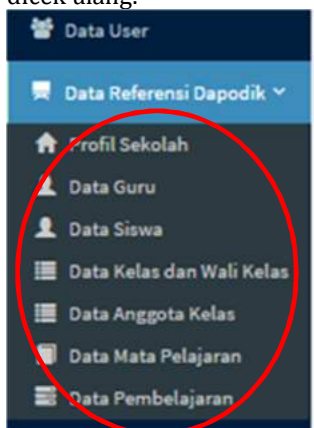 Data User
Data Referensi Dapodik
Profil Sekolah
Data Guru
Data Siswa
Data Kelas dan Wali Kelas
Data Anggota Kelas
Data Mata Pelajaran
Data Pembelajaran